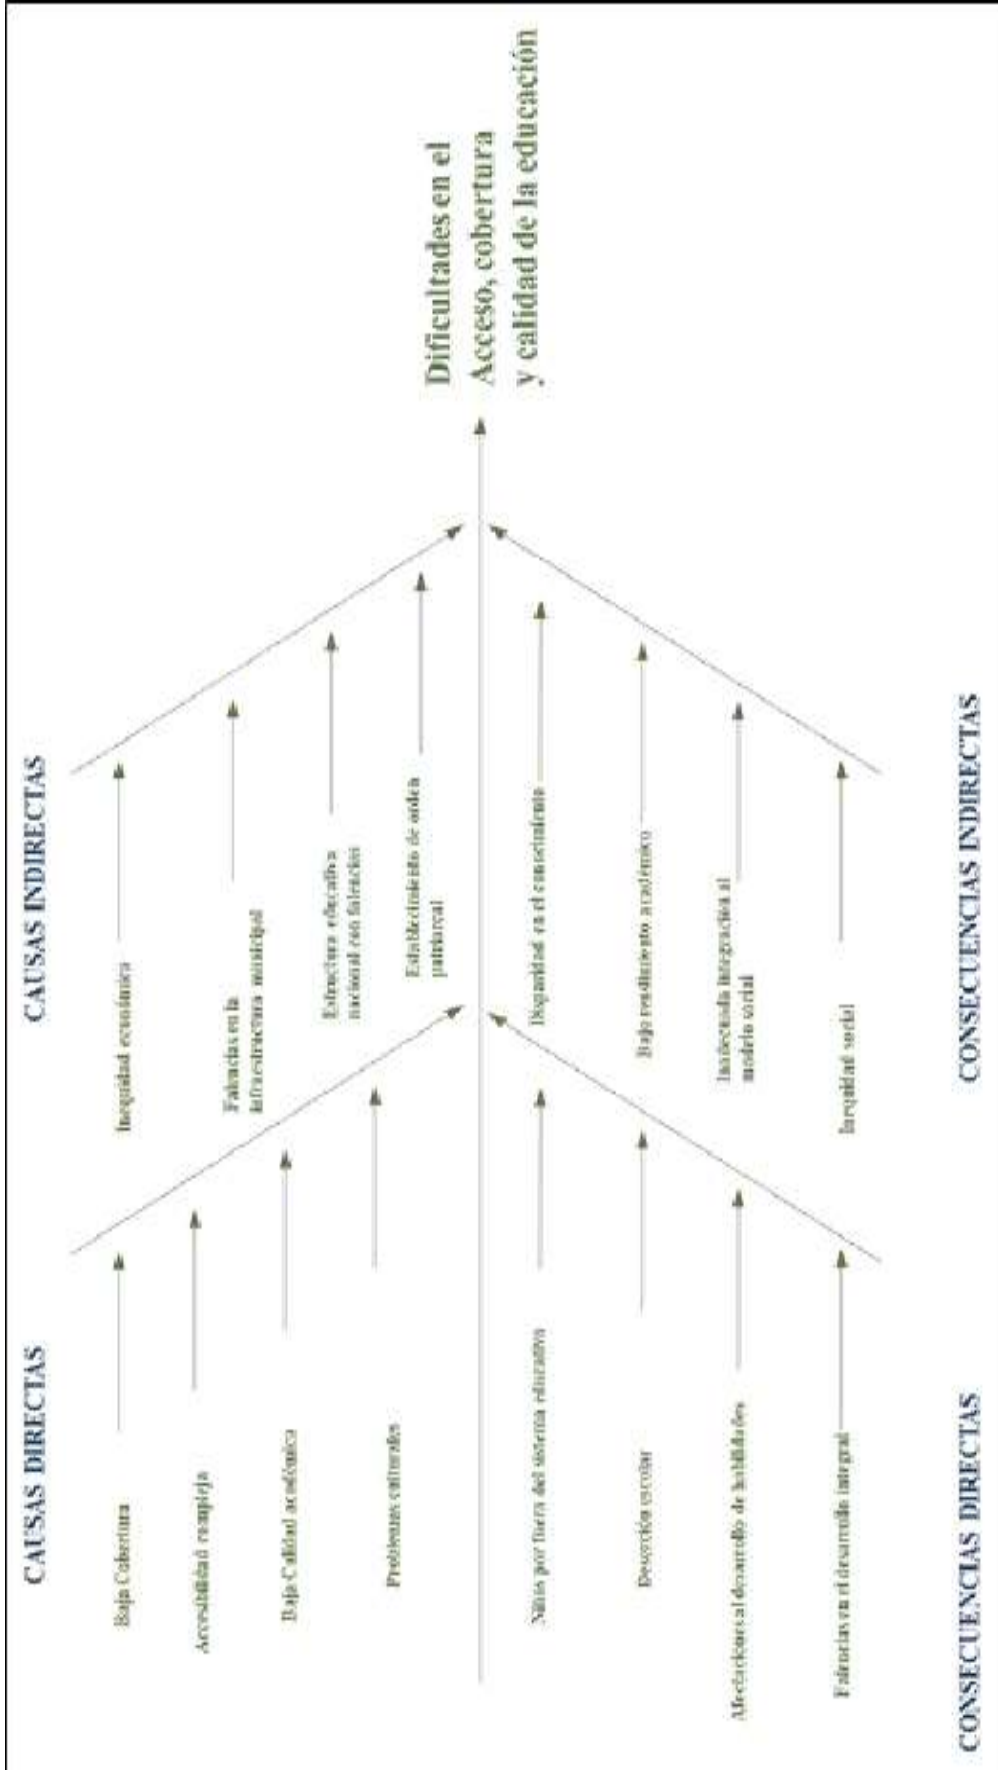 CAUSAS DIRECTAS
CAUSAS INDIRECTAS
Baja Cobertura
Accesibilidad compleja
Baja Calidad académica
Problemas culturales
Inequidad económica
Falencias en la
infraestructura municipal
Estructura educativa
nacional con falencias
Establecimiento de orden
patriarcal
Dificultades en el
Acceso, cobertura
y calidad de la educación
Niños por fuera del sistema educativo
Deserción escolar
Afectaciones al desarrollo de habilidades
Falencias en el desarrollo integral
Disparidad en el conocimiento
Bajo rendimiento académico
Inadecuada integración al
modelo social
Inequidad social
CONSECUENCIAS DIRECTAS
CONSECUENCIAS INDIRECTAS